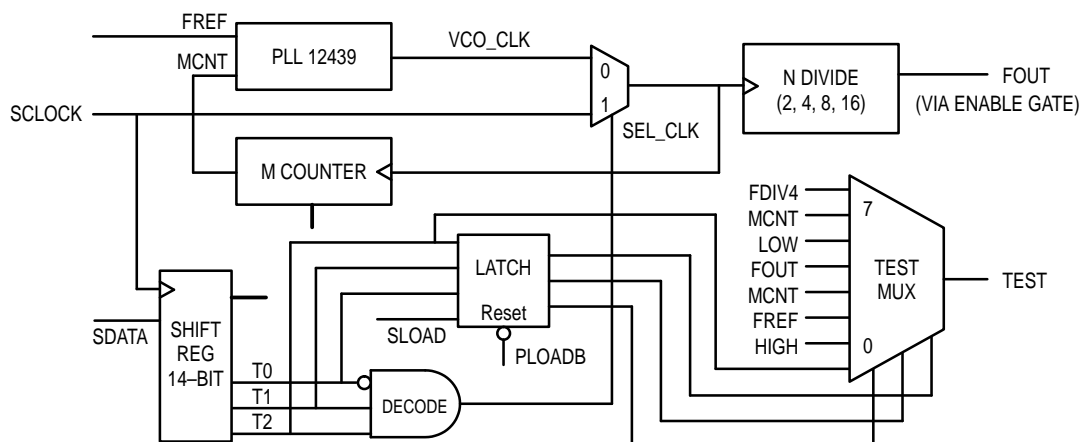 FREF
MCNT
PLL 12439
VCO_CLK
0
1
N DIVIDE
(2, 4, 8, 16)
FOUT
(VIA ENABLE GATE)
SCLOCK
SEL_CLK
M COUNTER
FDIV4
MCNT
LOW
FOUT
MCNT
FREF
HIGH
7
TEST
MUX
0
TEST
LATCH
Reset
SLOAD
PLOADB
SDATA
SHIFT
REG
14–BIT
T0
T1
T2
DECODE